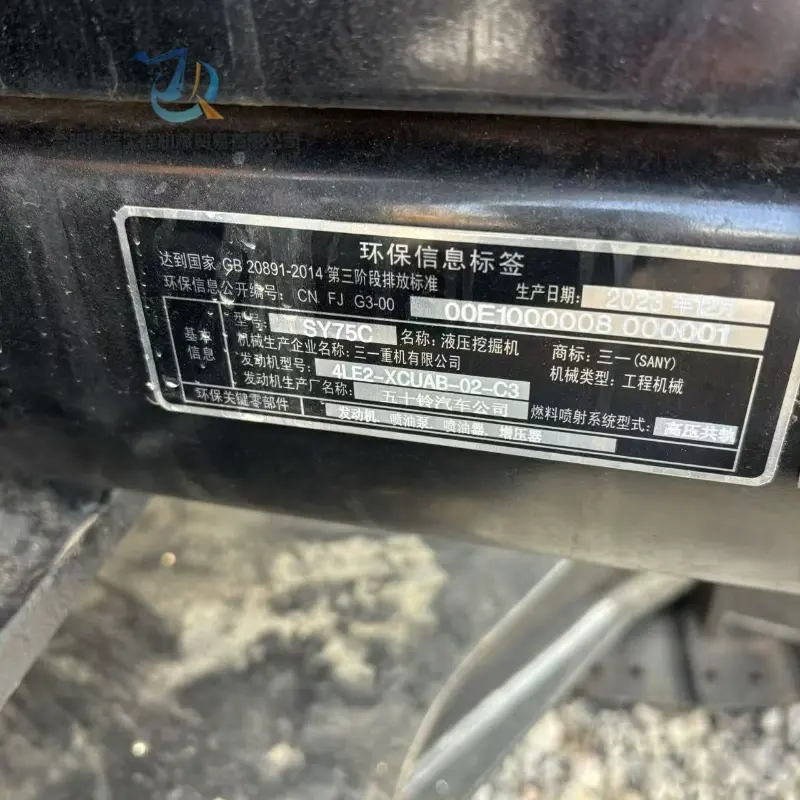 环保信息标签
达到国家 GB 20891-2014 第三阶段排放标准
生产日期: 2023 年12月
环保信息公开编号: CN FJ G3-00 00E1000008 000001
基本信息
型号: SY75C 名称: 液压挖掘机 商标: 三一(SANY)
机械生产企业名称: 三一重机有限公司 机械类型: 工程机械
发动机型号: 4LE2-XCUAB-02-C3
发动机生产厂名称: 五十铃汽车公司 燃料喷射系统型式: 高压共轨
环保关键零部件 发动机、喷油泵、喷油器、增压器